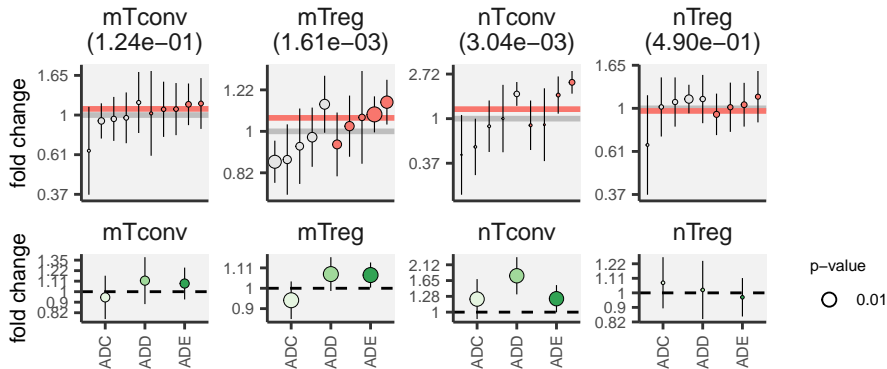 mTconv
(1.24e−01)
mTreg
(1.61e−03)
nTconv
(3.04e−03)
nTreg
(4.90e−01)
fold change
1.65
1
0.61
0.37
1.22
1
0.82
2.72
1
0.37
1.65
1
0.61
0.37
mTconv
mTreg
nTconv
nTreg
fold change
1.35
1.22
1.11
1
0.9
0.82
1.11
1
0.9
2.12
1.65
1.28
1
1.22
1.11
1
0.9
0.82
ADC
ADD
ADE
ADC
ADD
ADE
ADC
ADD
ADE
ADC
ADD
ADE
p−value
0.01